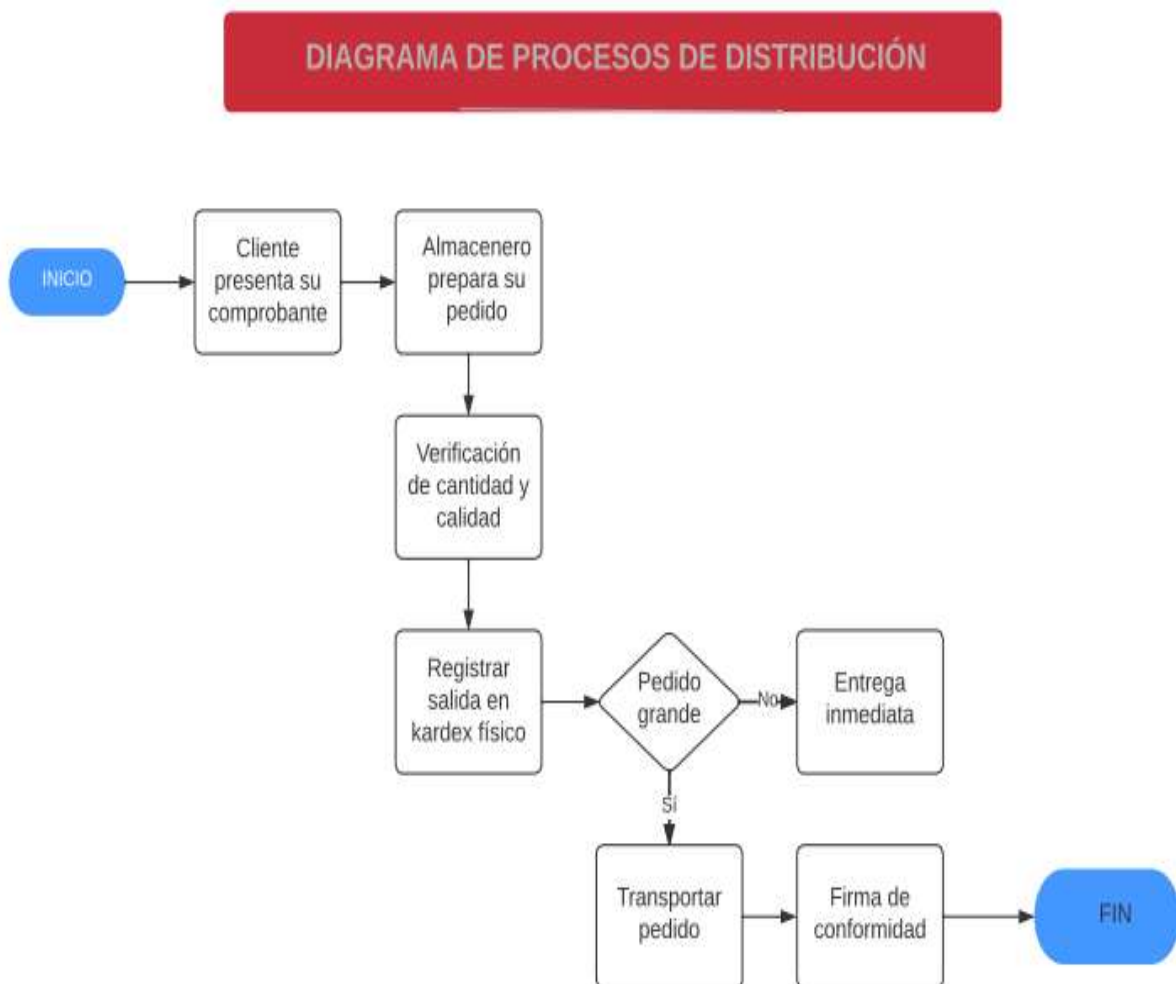 DIAGRAMA DE PROCESOS DE DISTRIBUCIÓN
INICIO
Cliente
presenta su
comprobante
Almacenero
prepara su
pedido
Verificación
de cantidad y
calidad
Registrar
salida en
kardex físico
Pedido
grande
No
Entrega
inmediata
Sí
Transportar
pedido
Firma de
conformidad
FIN